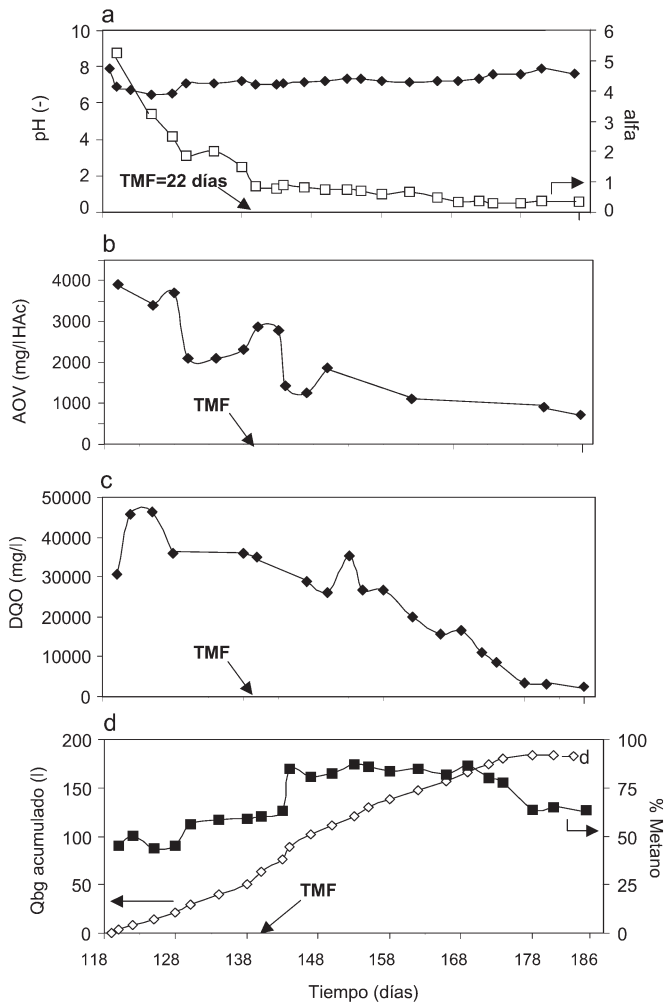 a
10
8
6
4
2
0
pH (-)
6
5
4
3
2
1
0
alfa
TMF=22 días
b
4000
3000
2000
1000
0
AOV (mg/lHAc)
TMF
c
50000
40000
30000
20000
10000
0
DQO (mg/l)
TMF
d
200
150
100
50
0
Qbg acumulado (l)
100
75
50
25
0
% Metano
d
TMF
118 128 138 148 158 168 178 186
Tiempo (días)